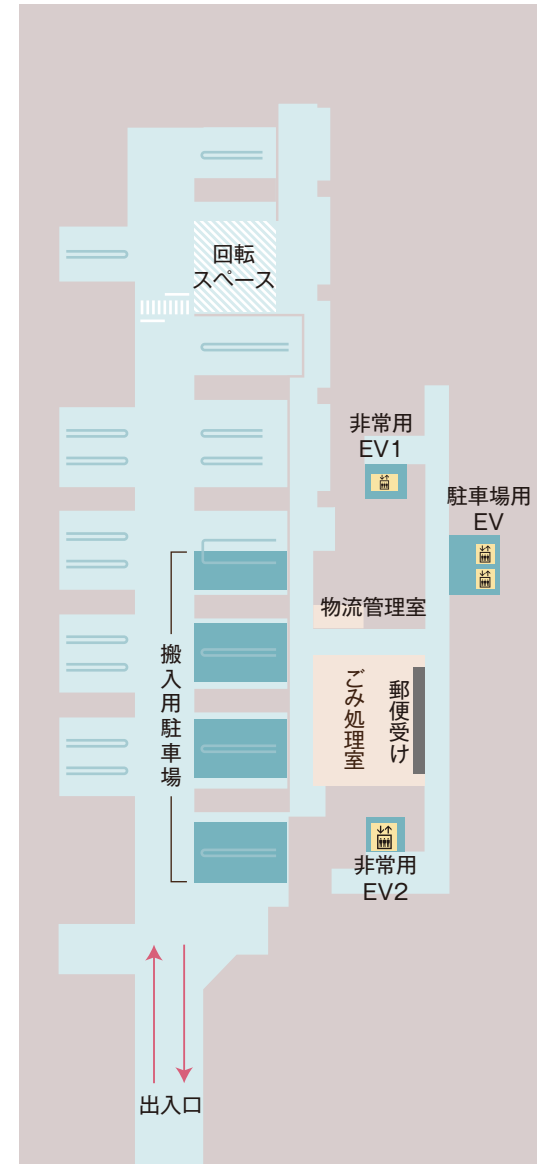 回転
スペース
非常用
EV1
駐車場用
EV
物流管理室
搬入用駐車場
ごみ処理室
郵便受け
非常用
EV2
出入口